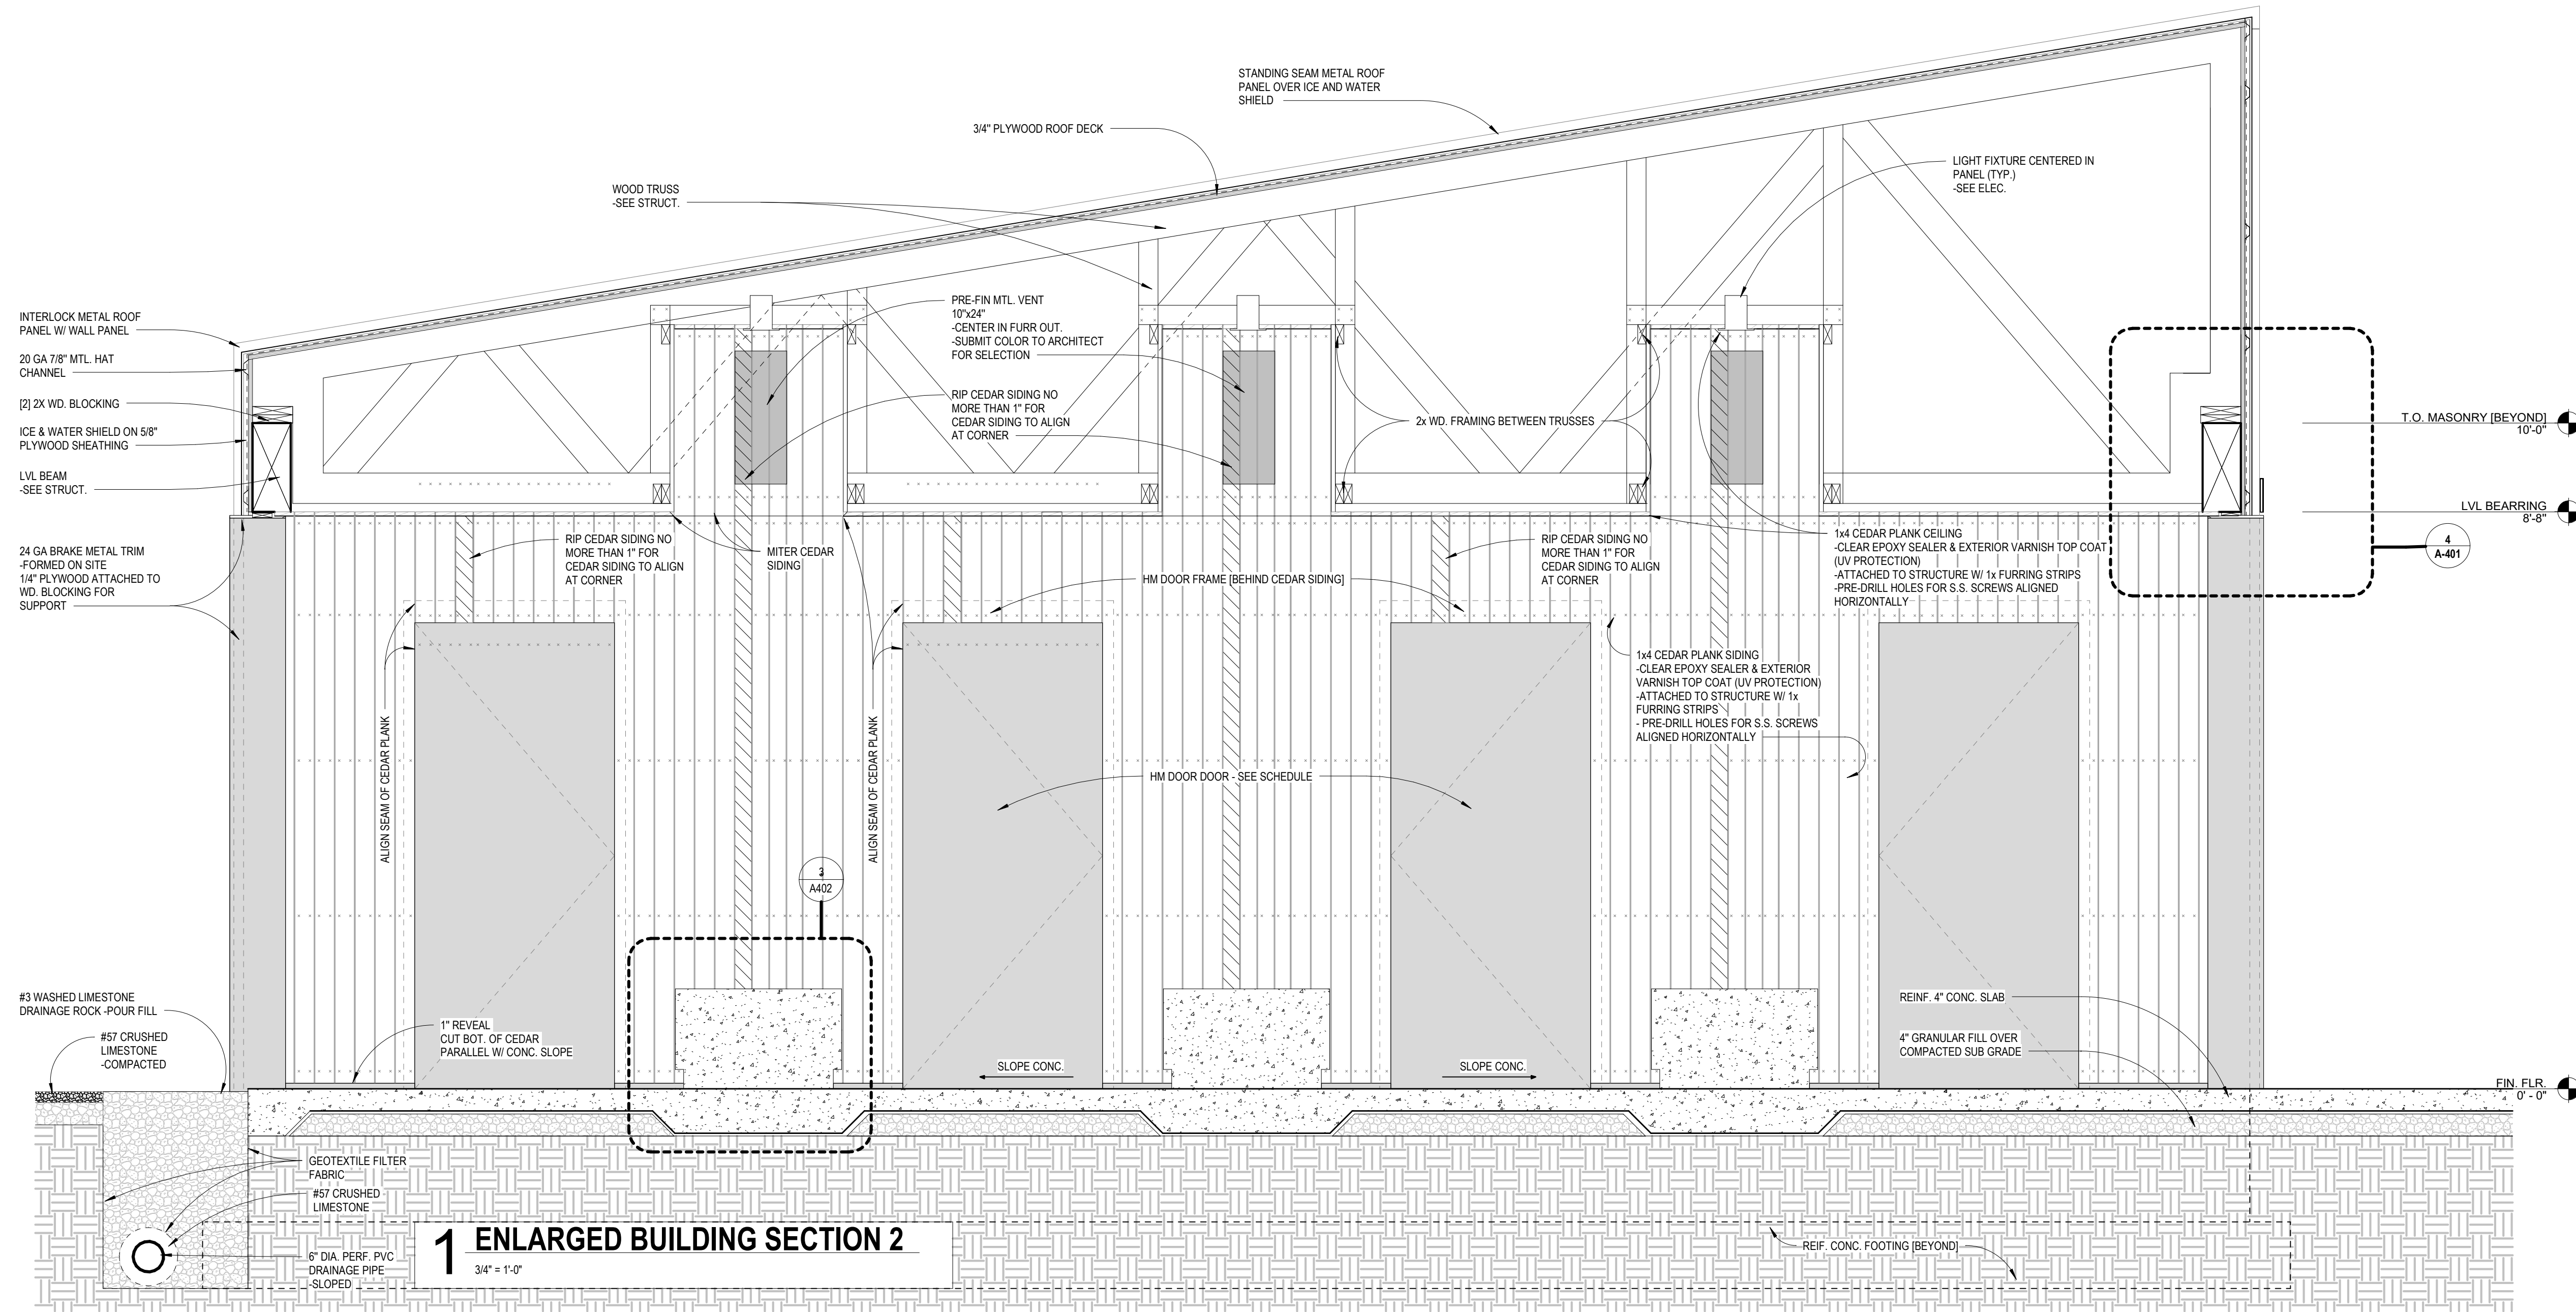 STANDING SEAM METAL ROOF
PANEL OVER ICE AND WATER
SHIELD
3/4" PLYWOOD ROOF DECK
WOOD TRUSS
-SEE STRUCT.
LIGHT FIXTURE CENTERED IN
PANEL (TYP.)
-SEE ELEC.
INTERLOCK METAL ROOF
PANEL W/ WALL PANEL
20 GA 7/8" MTL. HAT
CHANNEL
[2] 2X WD. BLOCKING
ICE & WATER SHIELD ON 5/8"
PLYWOOD SHEATHING
LVL BEAM
-SEE STRUCT.
24 GA BRAKE METAL TRIM
-FORMED ON SITE
1/4" PLYWOOD ATTACHED TO
WD. BLOCKING FOR
SUPPORT
PRE-FIN MTL. VENT
10"x24"
-CENTER IN FURR OUT.
-SUBMIT COLOR TO ARCHITECT
FOR SELECTION
RIP CEDAR SIDING NO
MORE THAN 1" FOR
CEDAR SIDING TO ALIGN
AT CORNER
2x WD. FRAMING BETWEEN TRUSSES
T.O. MASONRY [BEYOND]
10'-0"
LVL BEARRING
8'-8"
4
A-401
RIP CEDAR SIDING NO
MORE THAN 1" FOR
CEDAR SIDING TO ALIGN
AT CORNER
MITER CEDAR
SIDING
RIP CEDAR SIDING NO
MORE THAN 1" FOR
CEDAR SIDING TO ALIGN
AT CORNER
1x4 CEDAR PLANK CEILING
-CLEAR EPOXY SEALER & EXTERIOR VARNISH TOP COAT
(UV PROTECTION)
-ATTACHED TO STRUCTURE W/ 1x FURRING STRIPS
-PRE-DRILL HOLES FOR S.S. SCREWS ALIGNED
HORIZONTALLY
HM DOOR FRAME [BEHIND CEDAR SIDING]
1x4 CEDAR PLANK SIDING
-CLEAR EPOXY SEALER & EXTERIOR
VARNISH TOP COAT (UV PROTECTION)
-ATTACHED TO STRUCTURE W/ 1x
FURRING STRIPS
- PRE-DRILL HOLES FOR S.S. SCREWS
ALIGNED HORIZONTALLY
ALIGN SEAM OF CEDAR PLANK
ALIGN SEAM OF CEDAR PLANK
HM DOOR DOOR - SEE SCHEDULE
3
A402
#3 WASHED LIMESTONE
DRAINAGE ROCK -POUR FILL
#57 CRUSHED
LIMESTONE
-COMPACTED
1" REVEAL
CUT BOT. OF CEDAR
PARALLEL W/ CONC. SLOPE
SLOPE CONC.
SLOPE CONC.
REINF. 4" CONC. SLAB
4" GRANULAR FILL OVER
COMPACTED SUB GRADE
FIN. FLR.
0' - 0"
GEOTEXTILE FILTER
FABRIC
#57 CRUSHED
LIMESTONE
6" DIA. PERF. PVC
DRAINAGE PIPE
-SLOPED
REIF. CONC. FOOTING [BEYOND]
1 ENLARGED BUILDING SECTION 2
3/4" = 1'-0"